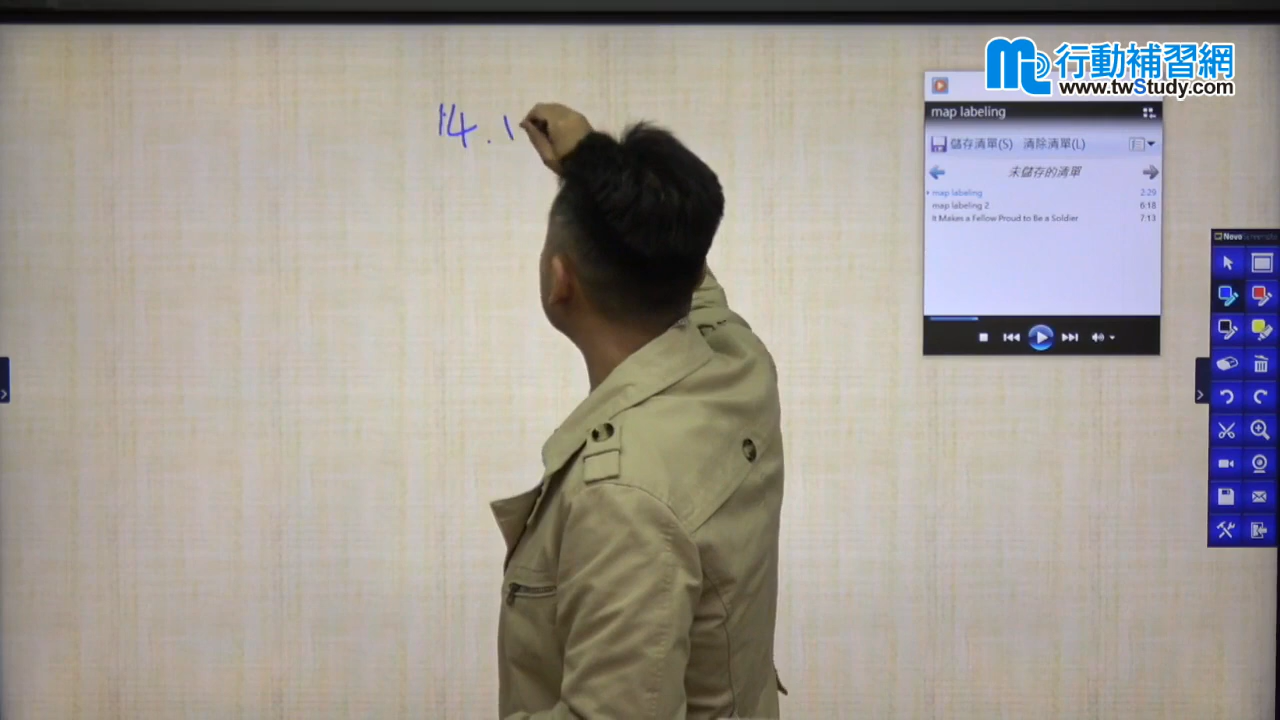 行動補習網
www.twStudy.com
14.1
map labeling
儲存清單(S) 清除清單(L)
未儲存的清單
map labeling 2:29
map labeling 2 6:18
It Makes a Fellow Proud to Be a Soldier 7:13